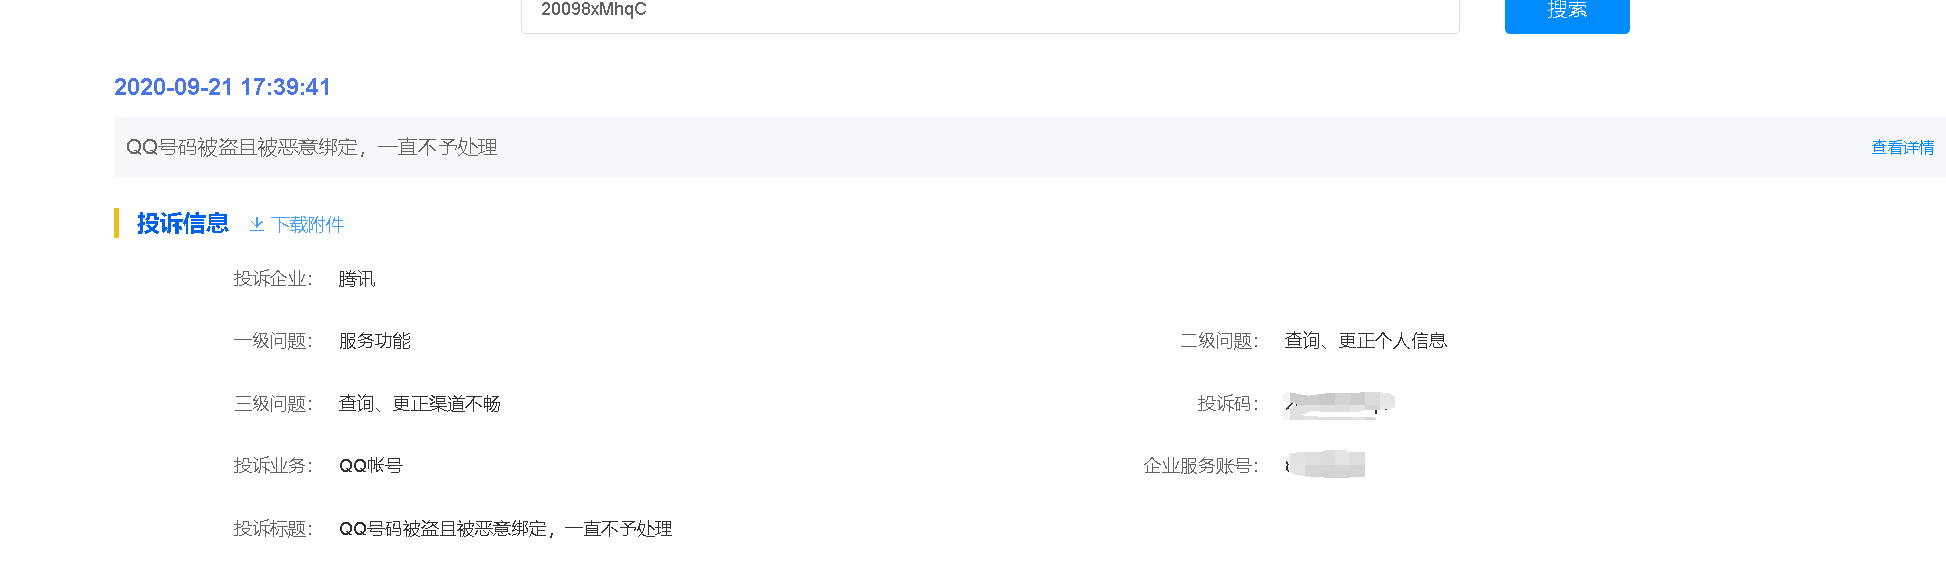 20098xMhqC
搜索
2020-09-21 17:39:41
QQ号码被盗且被恶意绑定，一直不予处理
查看详情
投诉信息 下载附件
投诉企业： 腾讯
一级问题： 服务功能 二级问题： 查询、更正个人信息
三级问题： 查询、更正渠道不畅 投诉码：
投诉业务： QQ帐号 企业服务账号：
投诉标题： QQ号码被盗且被恶意绑定，一直不予处理